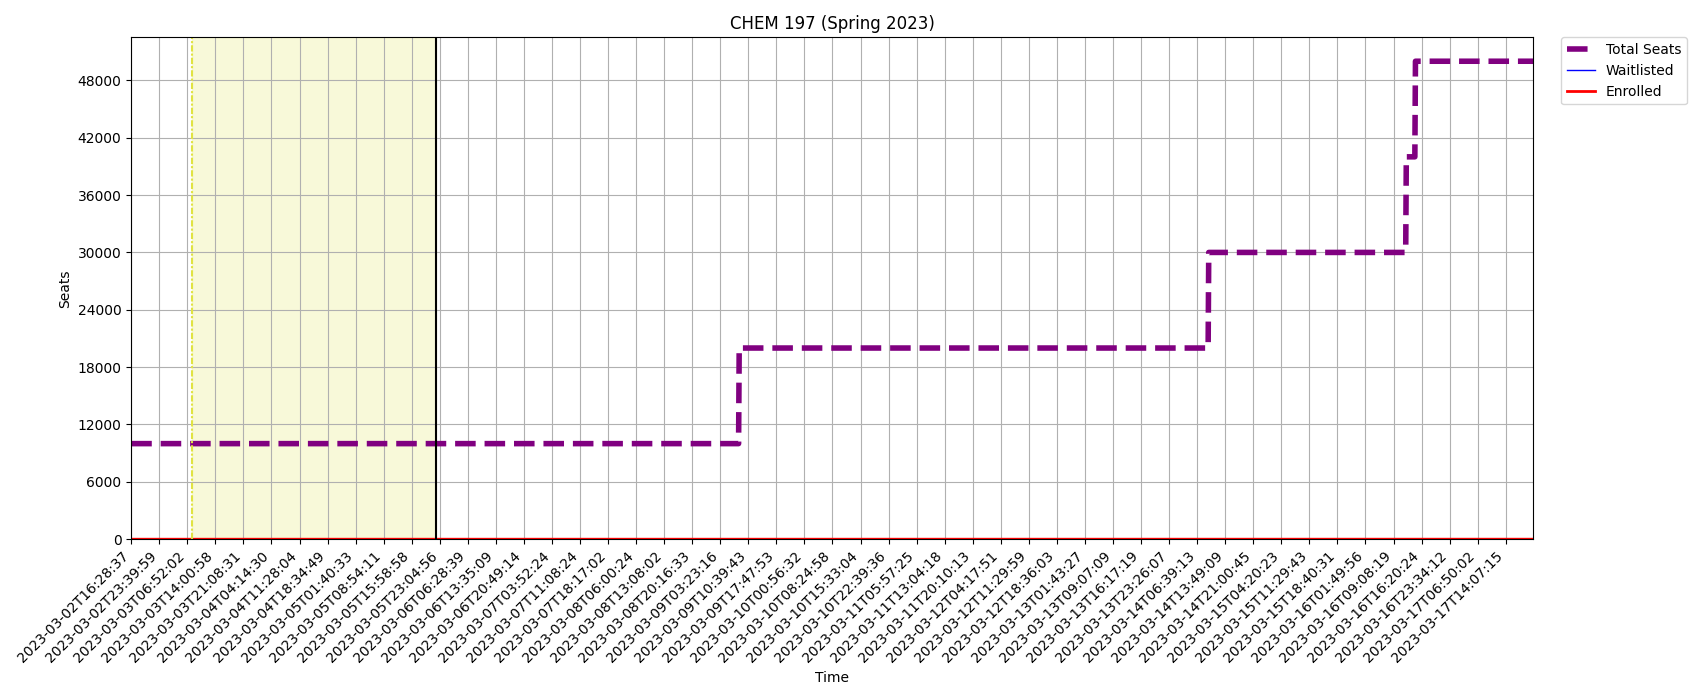 CHEM 197 (Spring 2023)
Total Seats
Waitlisted
Enrolled
48000
42000
36000
30000
24000
18000
12000
6000
0
Seats
2023-03-02T16:28:37
2023-03-02T23:39:59
2023-03-03T06:52:02
2023-03-03T14:00:58
2023-03-03T21:08:31
2023-03-04T04:14:30
2023-03-04T11:28:04
2023-03-04T18:34:49
2023-03-05T01:40:33
2023-03-05T08:54:11
2023-03-05T15:58:58
2023-03-05T23:04:56
2023-03-06T06:28:39
2023-03-06T13:35:09
2023-03-06T20:49:14
2023-03-07T03:52:24
2023-03-07T11:08:24
2023-03-07T18:17:02
2023-03-08T06:00:24
2023-03-08T13:08:02
2023-03-08T20:16:33
2023-03-09T03:23:16
2023-03-09T10:39:43
2023-03-09T17:47:53
2023-03-10T00:56:32
2023-03-10T08:24:58
2023-03-10T15:33:04
2023-03-10T22:39:36
2023-03-11T05:57:25
2023-03-11T13:04:18
2023-03-11T20:10:13
2023-03-12T04:17:51
2023-03-12T11:29:59
2023-03-12T18:36:03
2023-03-13T01:43:27
2023-03-13T09:07:09
2023-03-13T16:17:19
2023-03-13T23:26:07
2023-03-14T06:39:13
2023-03-14T13:49:09
2023-03-14T21:00:45
2023-03-15T04:20:23
2023-03-15T11:29:43
2023-03-15T18:40:31
2023-03-16T01:49:56
2023-03-16T09:08:19
2023-03-16T16:20:24
2023-03-16T23:34:12
2023-03-17T06:50:02
2023-03-17T14:07:15
Time